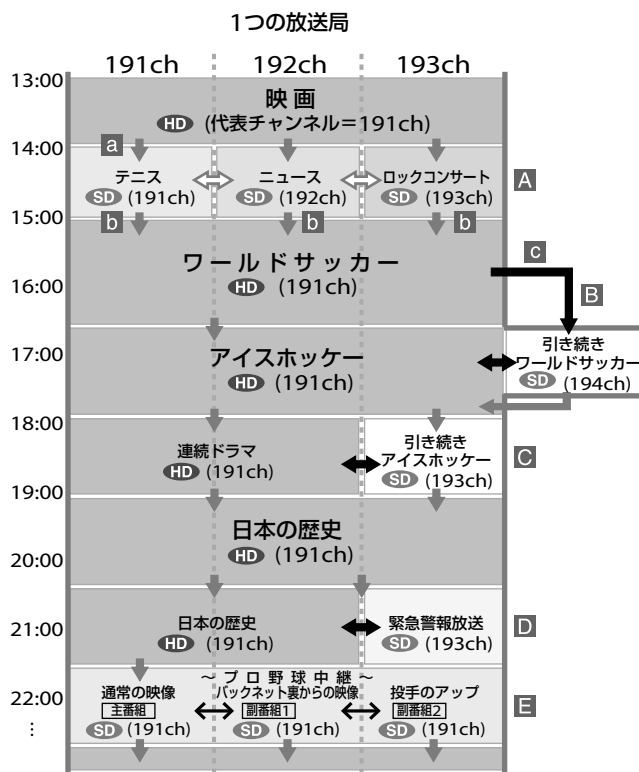 1つの放送局
191ch 192ch 193ch
13:00
映 画
HD (代表チャンネル=191ch)
14:00
a
テニス
SD (191ch)
ニュース
SD (192ch)
ロックコンサート
SD (193ch)
A
15:00
b b b
ワールドサッカー
HD (191ch)
c
B
16:00
17:00
アイスホッケー
HD (191ch)
引き続き
ワールドサッカー
SD (194ch)
18:00
連続ドラマ
HD (191ch)
引き続き
アイスホッケー
SD (193ch)
C
19:00
日本の歴史
HD (191ch)
20:00
21:00
日本の歴史
HD (191ch)
緊急警報放送
SD (193ch)
D
～ プ ロ 野 球 中 継 ～
22:00
通常の映像
主番組
SD (191ch)
バックネット裏からの映像
副番組1
SD (191ch)
投手のアップ
副番組2
SD (191ch)
E
⋮